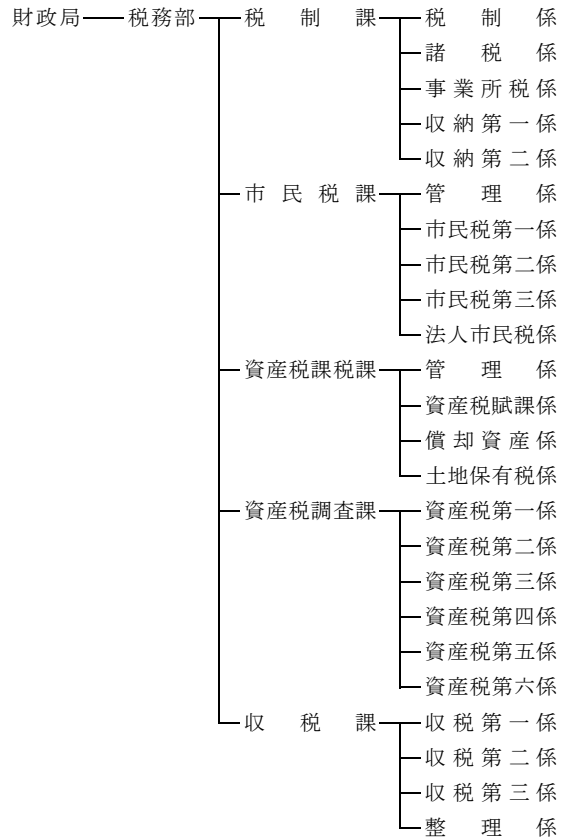 財政局 税務部 税制課 税制係
諸税係
事業所税係
収納第一係
収納第二係
市民税課 管理係
市民税第一係
市民税第二係
市民税第三係
法人市民税係
資産税課税課 管理係
資産税賦課係
償却資産係
土地保有税係
資産税調査課 資産税第一係
資産税第二係
資産税第三係
資産税第四係
資産税第五係
資産税第六係
収税課 収税第一係
収税第二係
収税第三係
整理係